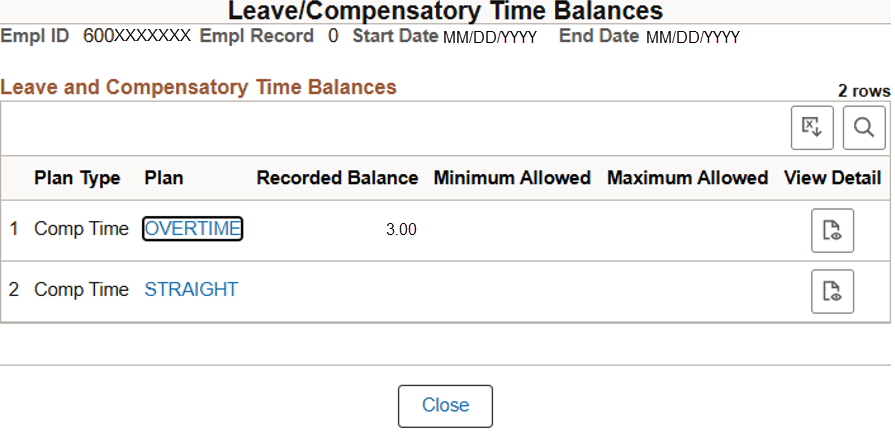 Leave/Compensatory Time Balances
Empl ID 600XXXXXXX Empl Record 0 Start Date MM/DD/YYYY End Date MM/DD/YYYY
Leave and Compensatory Time Balances 2 rows
Plan Type Plan Recorded Balance Minimum Allowed Maximum Allowed View Detail
1 Comp Time OVERTIME 3.00
2 Comp Time STRAIGHT
Close